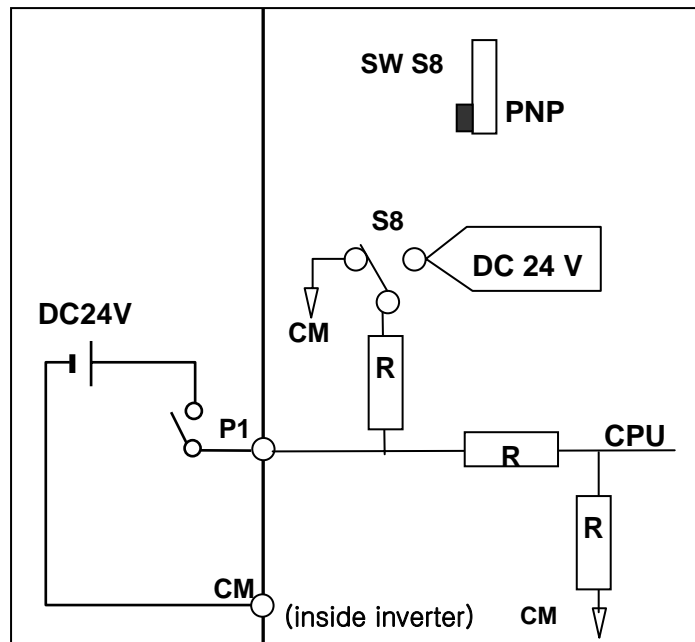 SW S8
PNP
S8
DC 24 V
DC24V
CM
R
P1
R
CPU
R
CM
(inside inverter)
CM